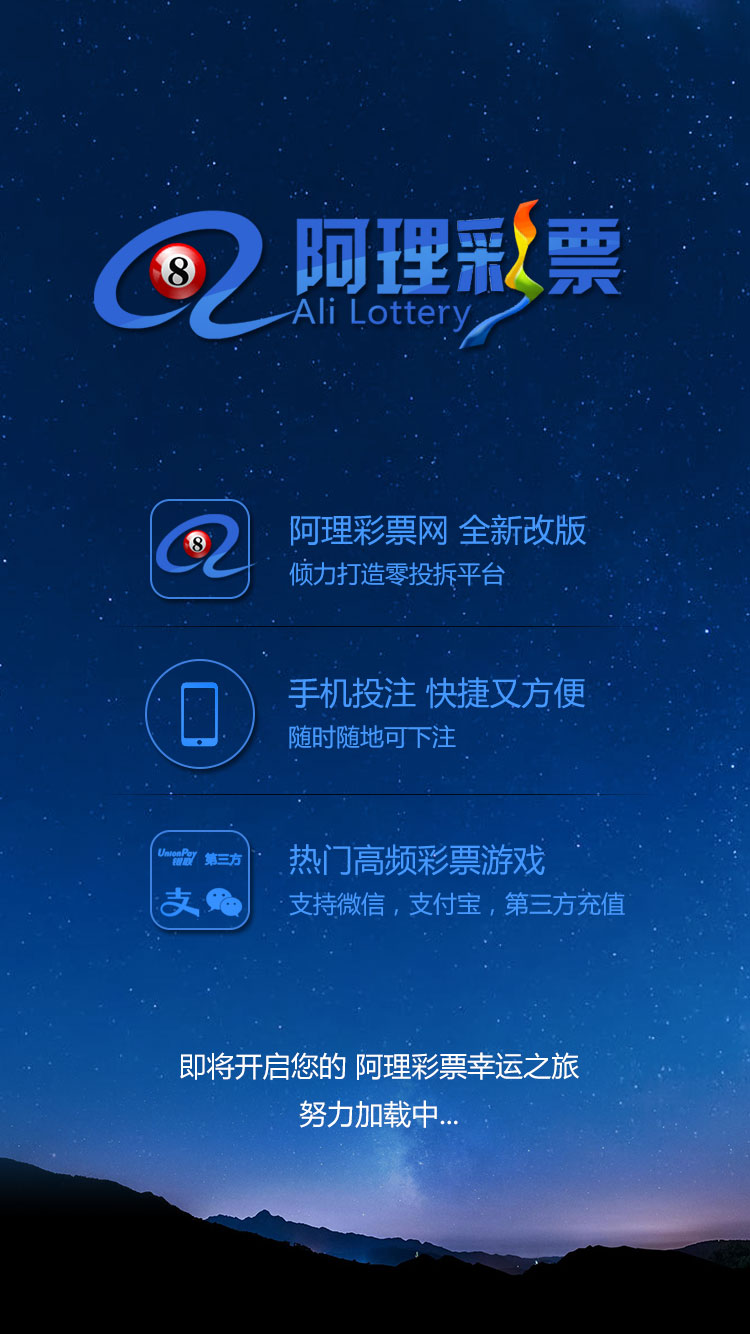 8
阿理彩票
Ali Lottery
8
阿理彩票网 全新改版
倾力打造零投拆平台
手机投注 快捷又方便
随时随地可下注
UnionPay
银联
第三方
支
热门高频彩票游戏
支持微信，支付宝，第三方充值
即将开启您的 阿理彩票幸运之旅
努力加载中...